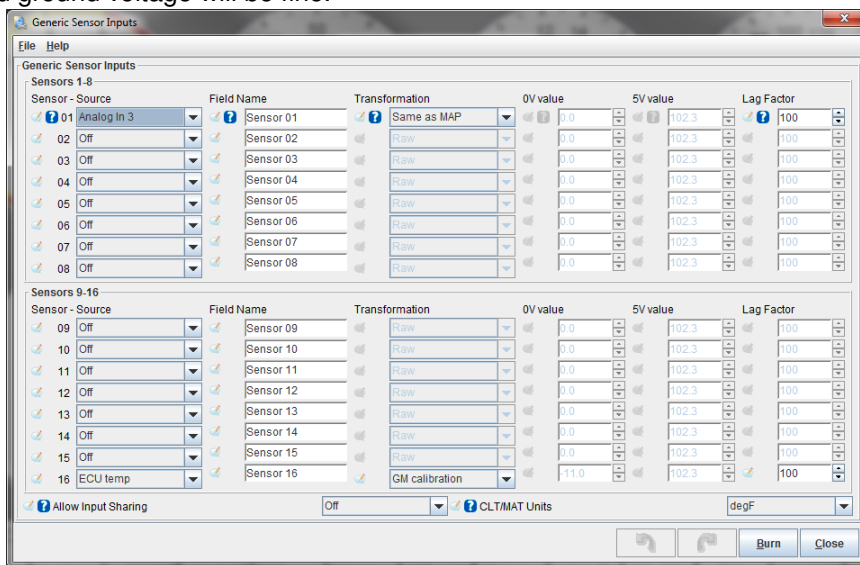 ground voltage will be fine.
Generic Sensor Inputs
File Help
Generic Sensor Inputs
Sensors 1-8
Sensor - Source Field Name Transformation 0V value 5V value Lag Factor
01 Analog In 3 Sensor 01 Same as MAP 0.0 102.3 100
02 Off Sensor 02 Raw 0.0 102.3 100
03 Off Sensor 03 Raw 0.0 102.3 100
04 Off Sensor 04 Raw 0.0 102.3 100
05 Off Sensor 05 Raw 0.0 102.3 100
06 Off Sensor 06 Raw 0.0 102.3 100
07 Off Sensor 07 Raw 0.0 102.3 100
08 Off Sensor 08 Raw 0.0 102.3 100
Sensors 9-16
Sensor - Source Field Name Transformation 0V value 5V value Lag Factor
09 Off Sensor 09 Raw 0.0 102.3 100
10 Off Sensor 10 Raw 0.0 102.3 100
11 Off Sensor 11 Raw 0.0 102.3 100
12 Off Sensor 12 Raw 0.0 102.3 100
13 Off Sensor 13 Raw 0.0 102.3 100
14 Off Sensor 14 Raw 0.0 102.3 100
15 Off Sensor 15 Raw 0.0 102.3 100
16 ECU temp Sensor 16 GM calibration -11.0 102.3 100
Allow Input Sharing Off CLT/MAT Units degF
Burn Close